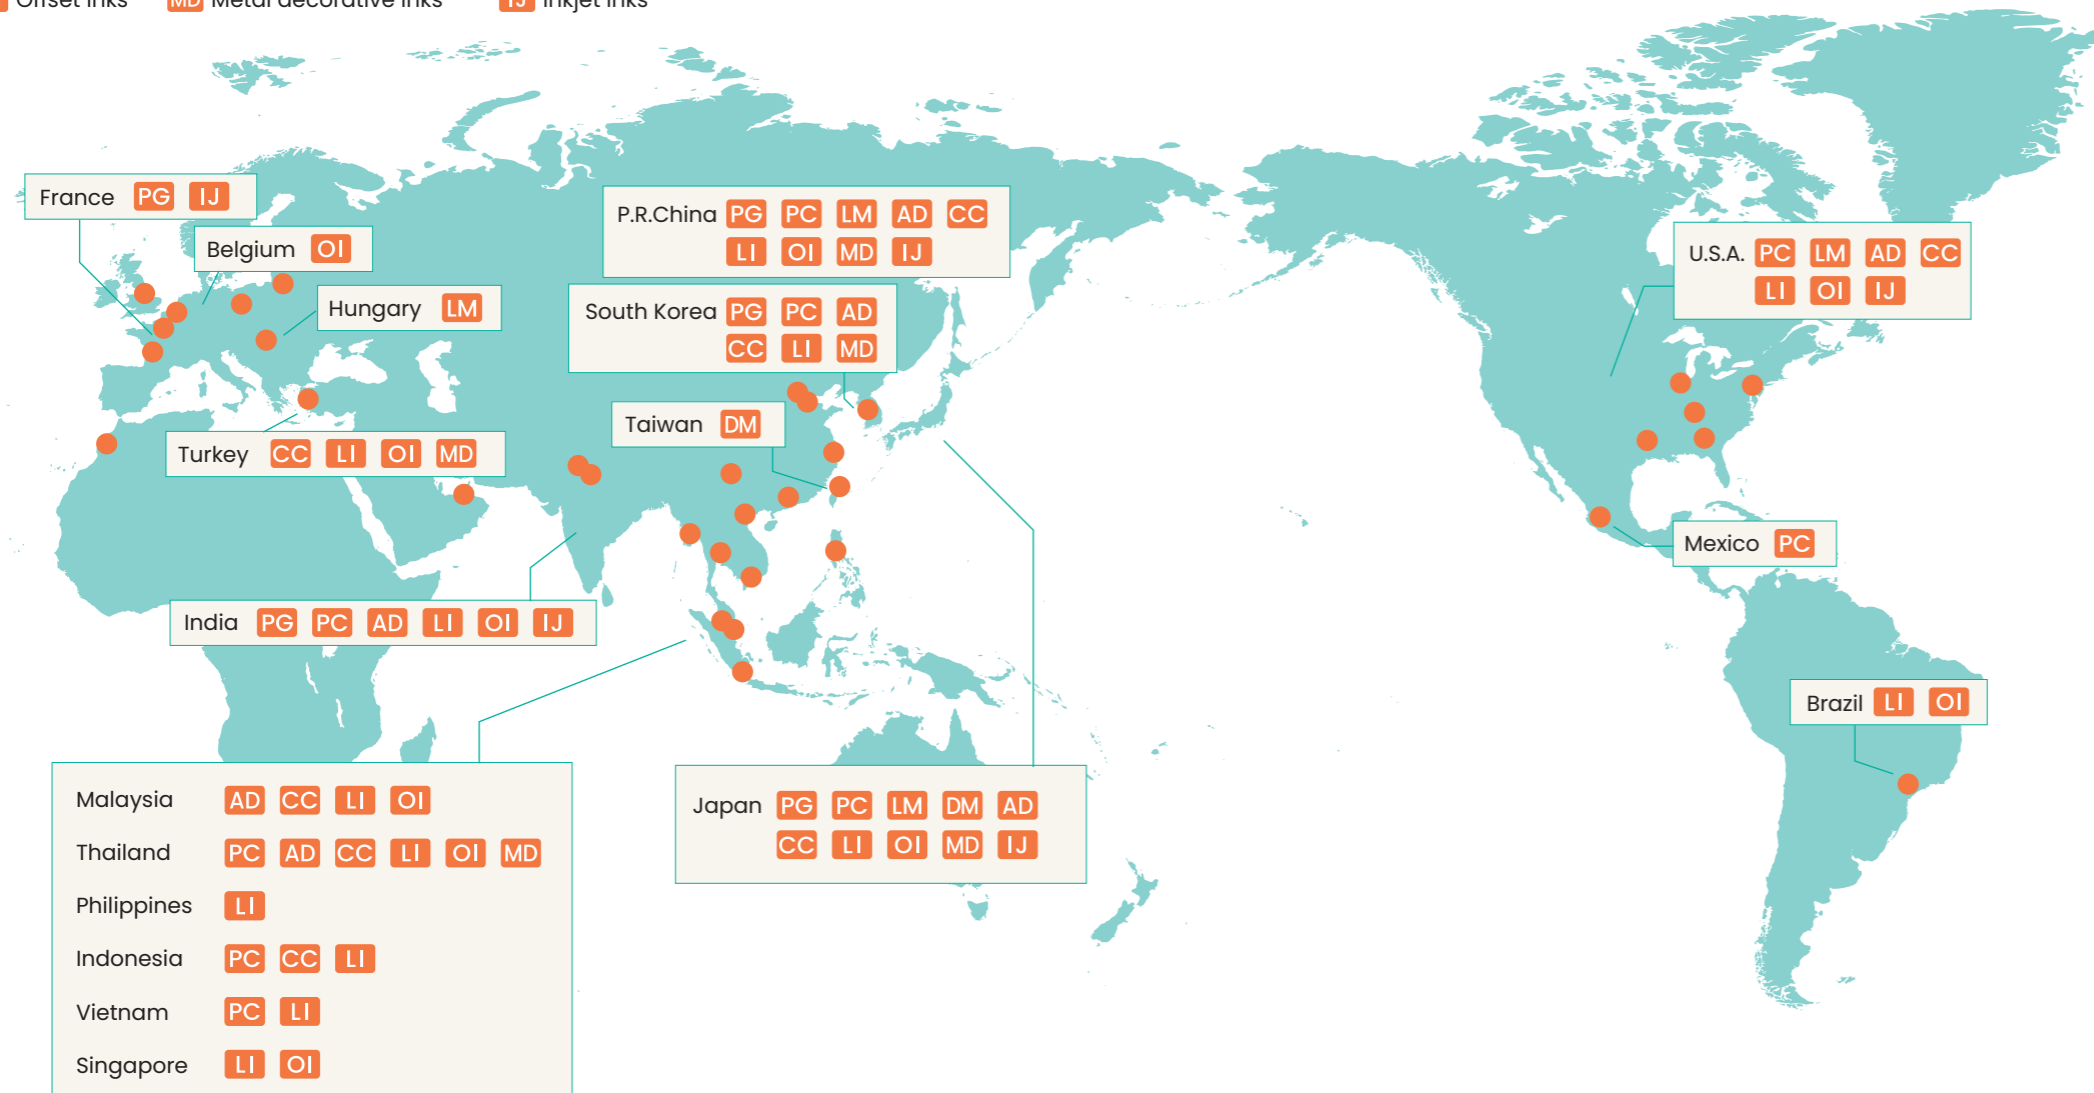 Offset inks MD Metal decorative inks IJ Inkjet inks
France PG IJ
Belgium OI
Hungary LM
Turkey CC LI OI MD
P.R.China PG PC LM AD CC
LI OI MD IJ
South Korea PG PC AD
CC LI MD
Taiwan DM
India PG PC AD LI OI IJ
U.S.A. PC LM AD CC
LI OI IJ
Mexico PC
Brazil LI OI
Malaysia AD CC LI OI
Thailand PC AD CC LI OI MD
Philippines LI
Indonesia PC CC LI
Vietnam PC LI
Singapore LI OI
Japan PG PC LM DM AD
CC LI OI MD IJ